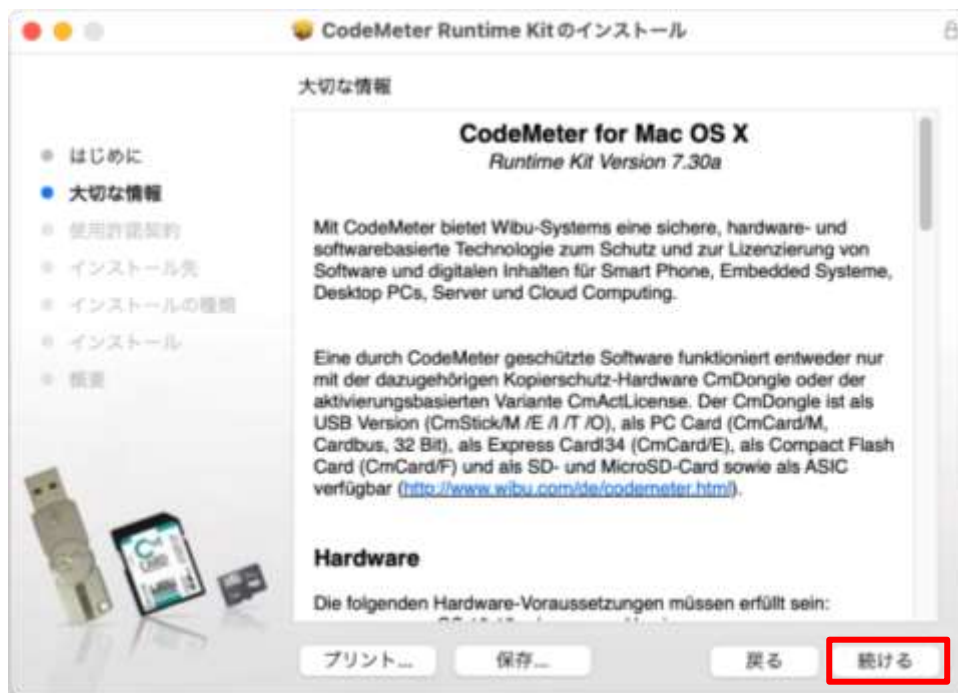 CodeMeter Runtime Kitのインストール
大切な情報
はじめに
大切な情報
使用許諾契約
インストール先
インストールの種類
インストール
概要
CodeMeter for Mac OS X
Runtime Kit Version 7.30a
Mit CodeMeter bietet Wibu-Systems eine sichere, hardware- und
softwarebasierte Technologie zum Schutz und zur Lizenzierung von
Software und digitalen Inhalten für Smart Phone, Embedded Systeme,
Desktop PCs, Server und Cloud Computing.
Eine durch CodeMeter geschützte Software funktioniert entweder nur
mit der dazugehörigen Kopierschutz-Hardware CmDongle oder der
aktivierungsbasierten Variante CmActLicense. Der CmDongle ist als
USB Version (CmStick/M /E /I /T /O), als PC Card (CmCard/M,
Cardbus, 32 Bit), als Express Card|34 (CmCard/E), als Compact Flash
Card (CmCard/F) und als SD- und MicroSD-Card sowie als ASIC
verfügbar (http://www.wibu.com/de/codemeter.html).
Hardware
Die folgenden Hardware-Voraussetzungen müssen erfüllt sein:
プリント...
保存...
戻る
続ける